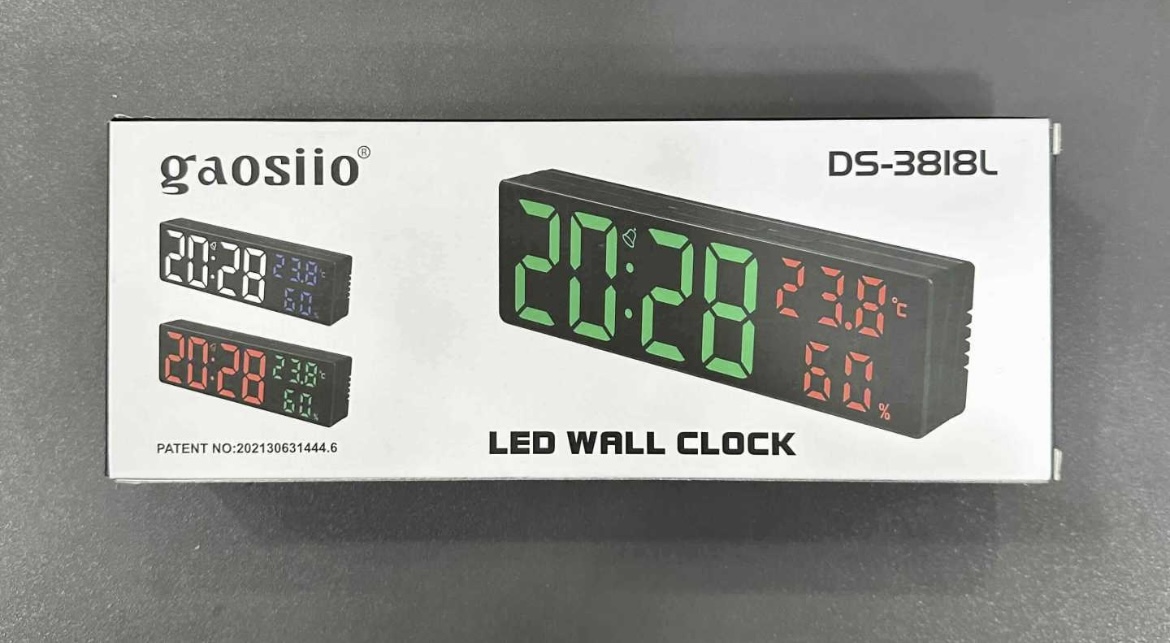 gaosiio®
DS-3818L
20:28
23.8°C
60%
20:28
23.8°C
60%
20:28
23.8°C
60%
PATENT NO:202130631444.6
LED WALL CLOCK